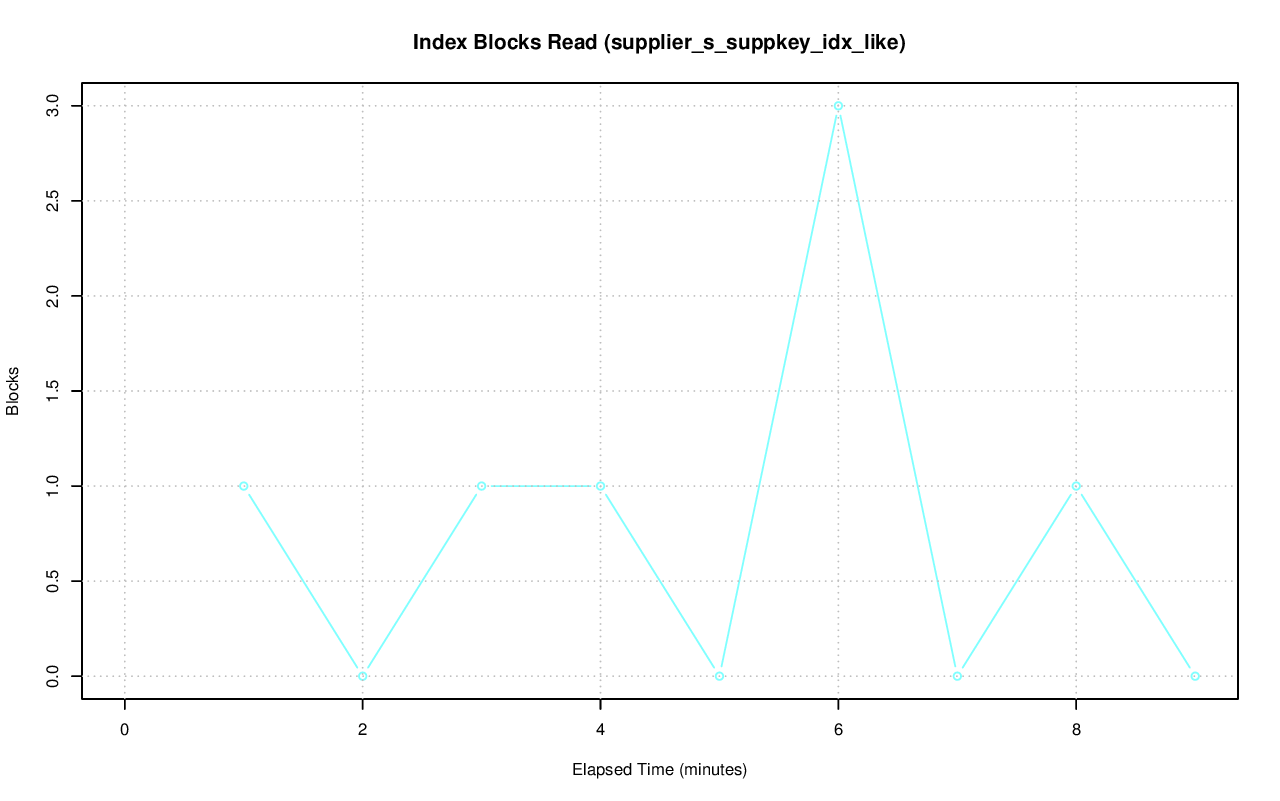 Index Blocks Read (supplier_s_suppkey_idx_like)
3.0
2.5
2.0
1.5
1.0
0.5
0.0
Blocks
0 2 4 6 8
Elapsed Time (minutes)